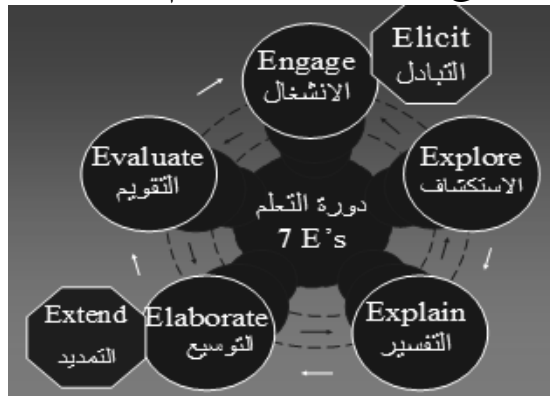 Elicit
التبادل
Engage
الانشغال
Explore
الاستكشاف
Evaluate
التقويم
دورة التعلم
7 E's
Explain
التفسير
Elaborate
التوسيع
Extend
التمديد